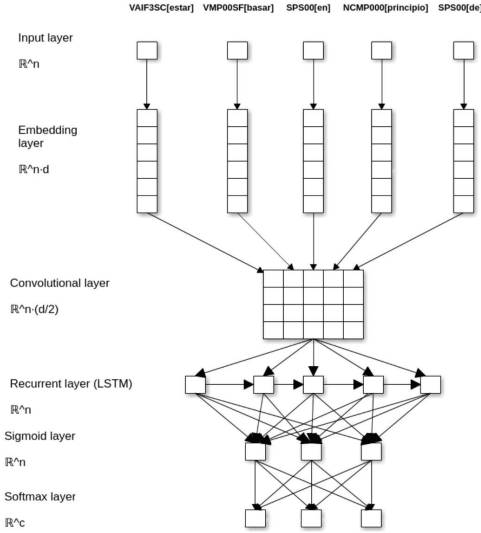 VAIF3SC[estar] VMP00SF[basar] SPS00[en] NCMP000[principio] SPS00[de]
Input layer
ℝ^n
Embedding
layer
ℝ^n·d
Convolutional layer
ℝ^n·(d/2)
Recurrent layer (LSTM)
ℝ^n
Sigmoid layer
ℝ^n
Softmax layer
ℝ^c